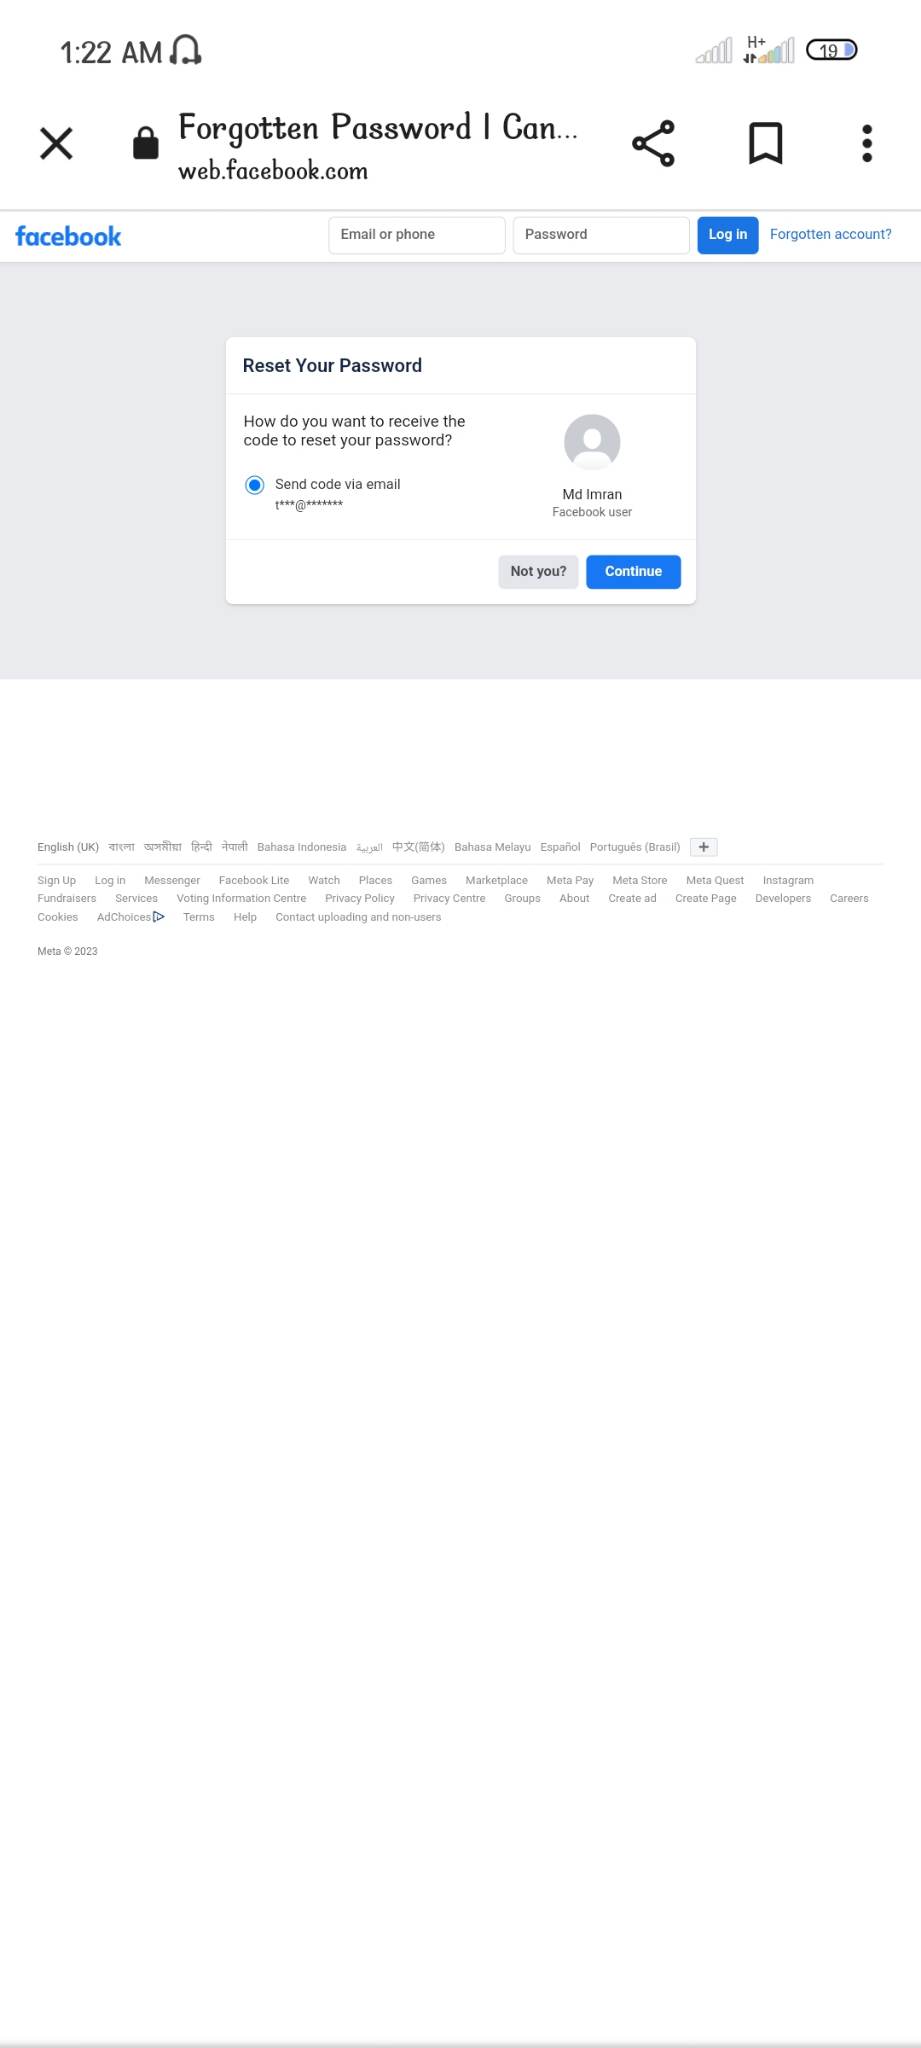 1:22 AM
H+
19
Forgotten Password | Can...
web.facebook.com
facebook
Email or phone
Password
Log in
Forgotten account?
Reset Your Password
How do you want to receive the
code to reset your password?
Send code via email
t***@*******
Md Imran
Facebook user
Not you?
Continue
English (UK) বাংলা অসমীয়া हिन्दी नेपाली Bahasa Indonesia العربية 中文(简体) Bahasa Melayu Español Português (Brasil) +
Sign Up Log in Messenger Facebook Lite Watch Places Games Marketplace Meta Pay Meta Store Meta Quest Instagram
Fundraisers Services Voting Information Centre Privacy Policy Privacy Centre Groups About Create ad Create Page Developers Careers
Cookies AdChoices Terms Help Contact uploading and non-users
Meta © 2023